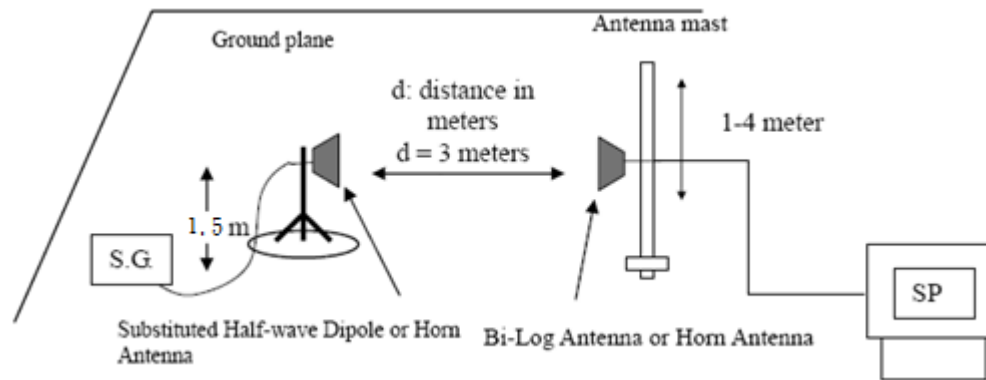 Ground plane
Antenna mast
d: distance in
meters
d = 3 meters
1-4 meter
1.5 m
S.G.
SP
Substituted Half-wave Dipole or Horn
Antenna
Bi-Log Antenna or Horn Antenna